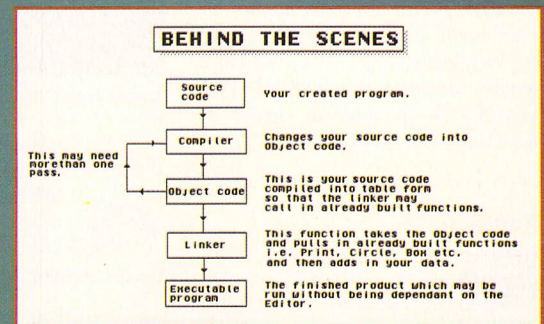 BEHIND THE SCENES
Source
code
Your created program.
Compiler
Changes your source code into
Object code.
This may need
morethan one
pass.
Object code
This is your source code
compiled into table form
so that the linker may
call in already built functions.
Linker
This function takes the Object code
and pulls in already built functions
i.e. Print, Circle, Box etc.
and then adds in your data.
Executable
program
The finished product which may be
run without being dependant on the
Editor.